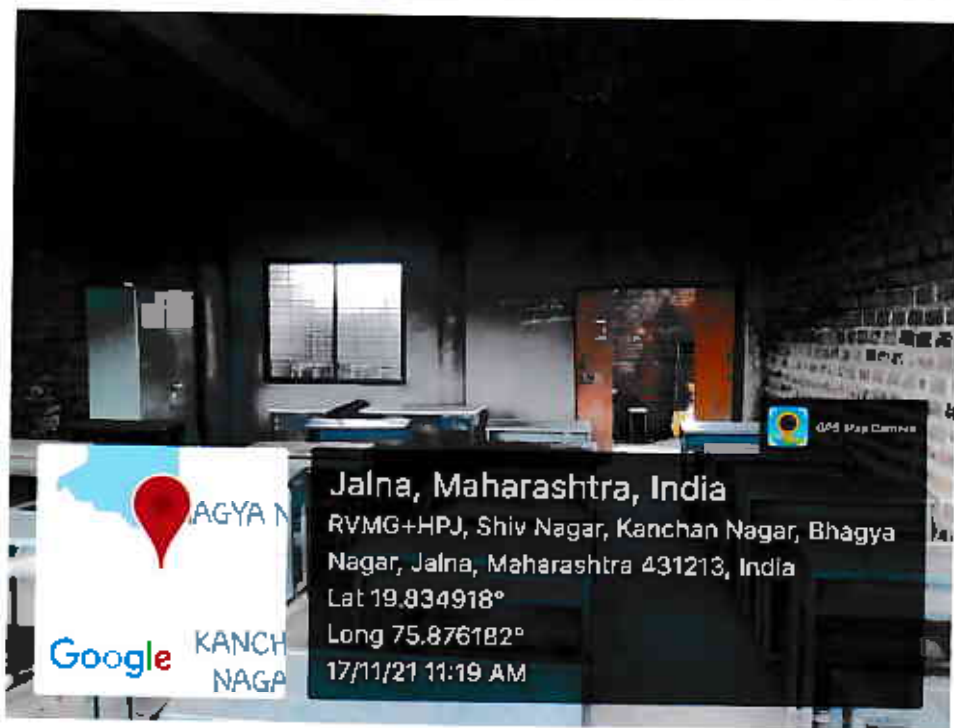 GPS Map Camera
AGYA N
Google
KANCH
NAGA
Jalna, Maharashtra, India
RVMG+HPJ, Shiv Nagar, Kanchan Nagar, Bhagya
Nagar, Jalna, Maharashtra 431213, India
Lat 19.834918°
Long 75.876182°
17/11/21 11:19 AM